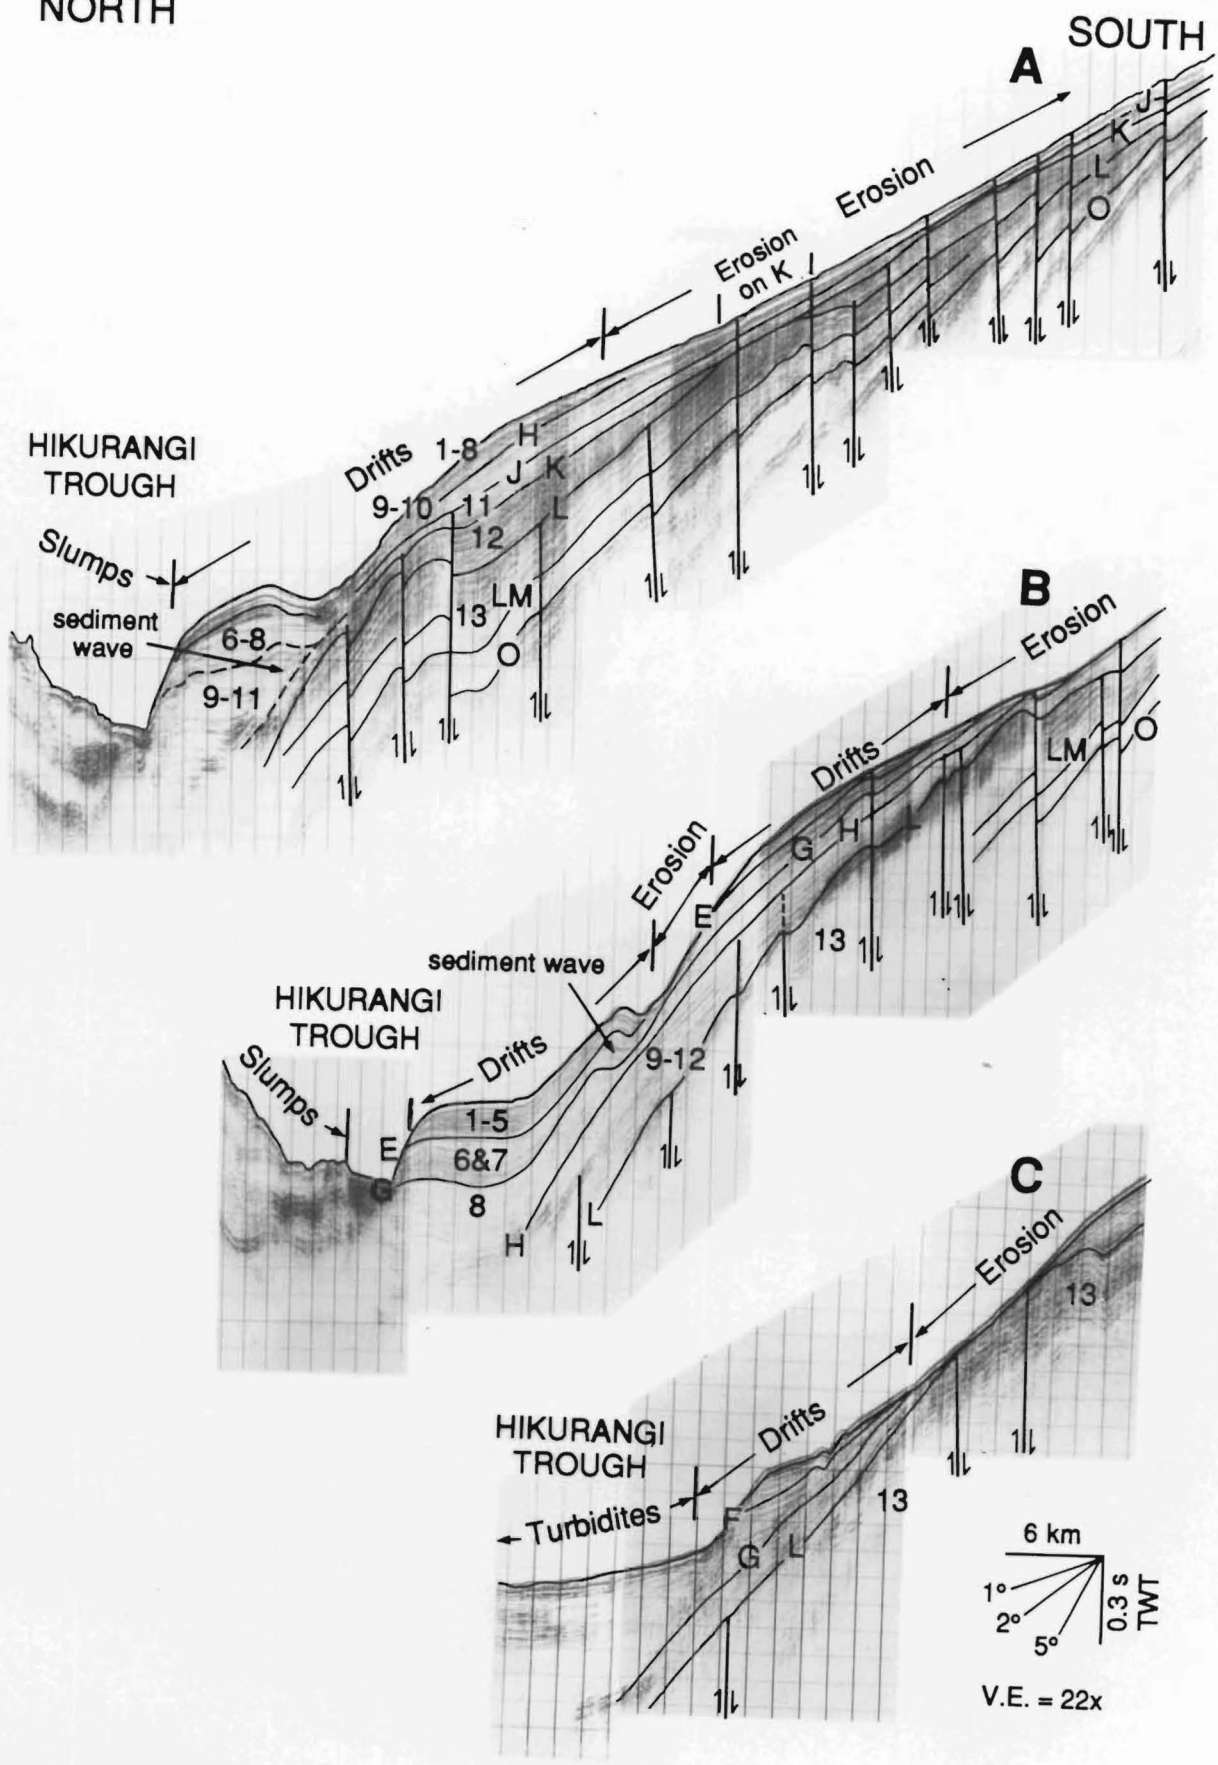 NORTH
SOUTH
A
J
K
L
O
Erosion
Erosion
on K
HIKURANGI
TROUGH
Drifts 1-8 H
J K
9-10 11 L
12
Slumps
sediment
wave
6-8
9-11
13 LM
O
B
Erosion
LM O
Drifts
G H L
Erosion
E
13
sediment wave
9-12
HIKURANGI
TROUGH
Slumps
Drifts
E 1-5
6&7
G
8
H L
C
Erosion
13
HIKURANGI
TROUGH
Drifts
Turbidites
F
G L
13
6 km
1°
2°
5°
0.3 s
TWT
V.E. = 22x